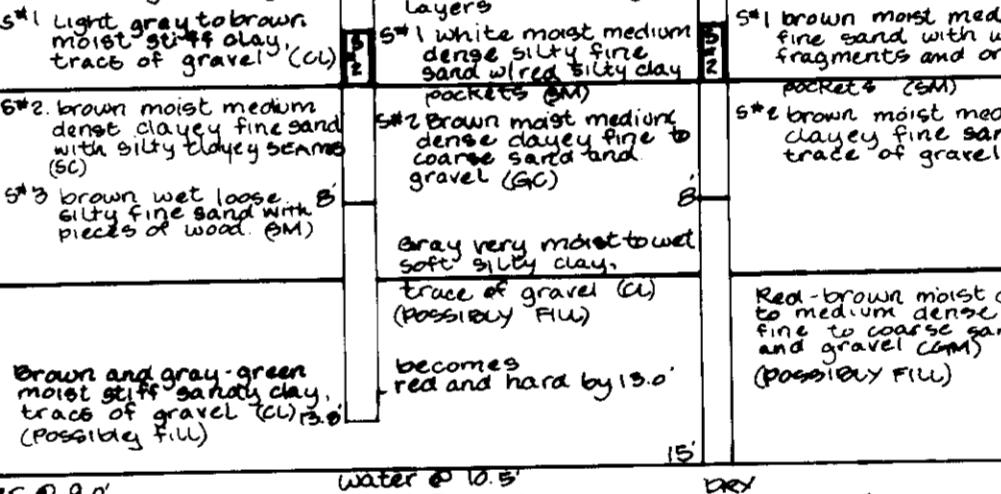 S#1 Light gray to brown
moist stiff clay,
trace of gravel (CL)
S#2. brown moist medium
dense clayey fine sand
with silty clayey SEAMS
(SC)
S#3 brown wet loose
silty fine sand with
pieces of wood. (SM)
Brown and gray-green
moist stiff sandy clay,
trace of gravel (CL)
(Possibly Fill)
S#2
8'
13.8'
Layers
S#1 white moist medium
dense silty fine
sand w/red silty clay
pockets (SM)
S#2 Brown moist medium
dense clayey fine to
coarse sand and
gravel (GC)
Gray very moist to wet
soft silty clay,
trace of gravel (CL)
(POSSIBLY FILL)
becomes
red and hard by 13.0'
S#2
8'
15'
S#1 brown moist med
fine sand with
fragments and
pockets (SM)
brown moist med
clayey fine
trace of gravel
Red-brown moist
to medium dense
fine to coarse
and gravel (GM)
(POSSIBLY FILL)
@ 9.0'
Water @ 10.5'
DRY